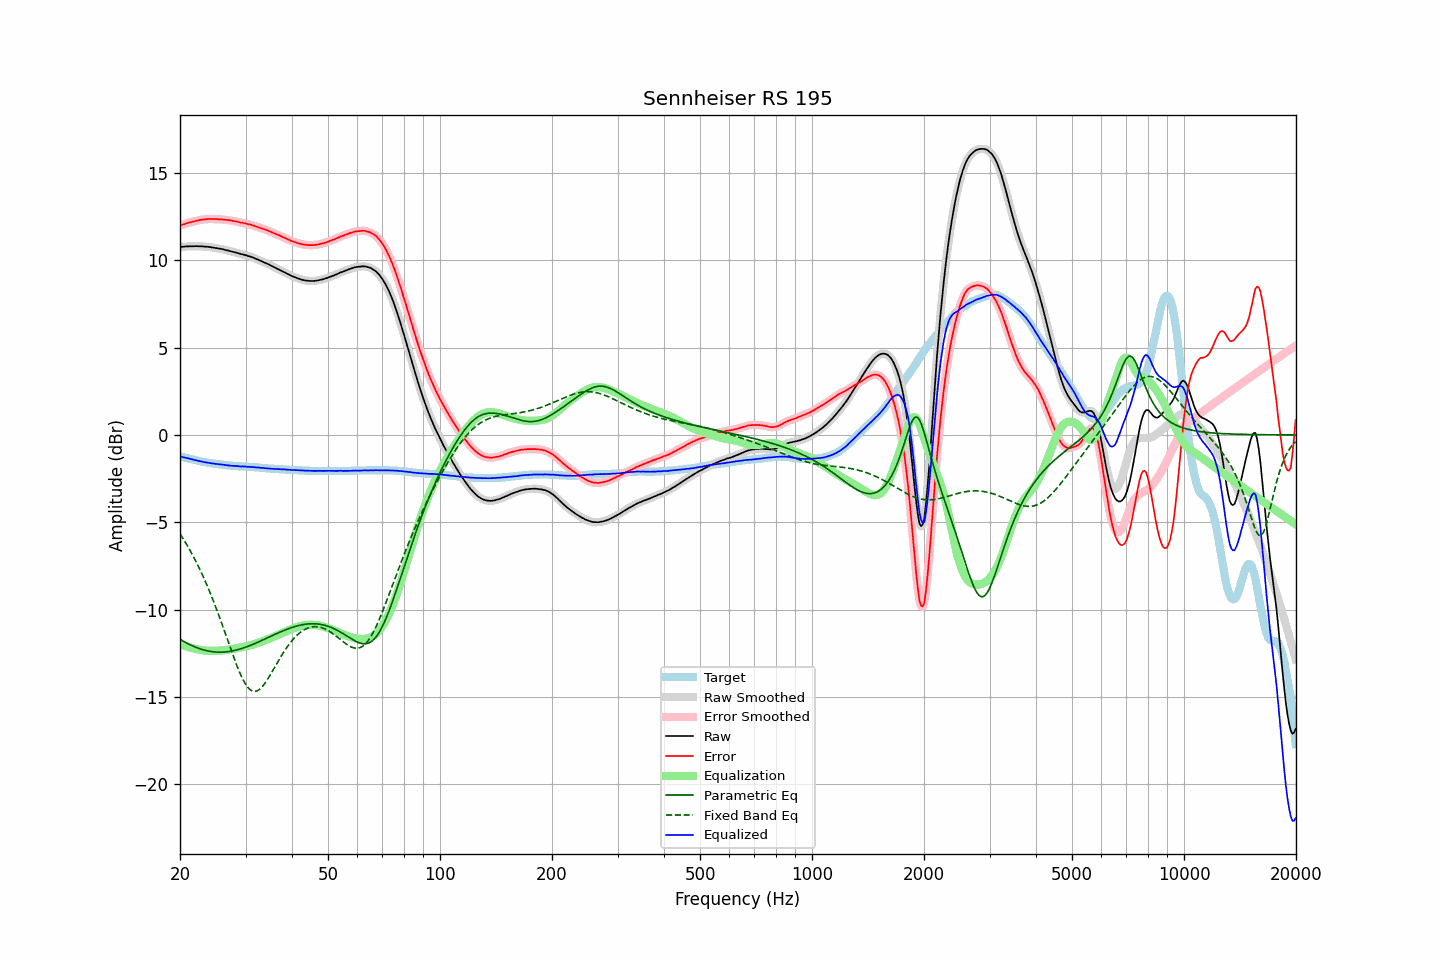 Sennheiser RS 195
Amplitude (dBr)
15
10
5
0
−5
−10
−15
−20
Target
Raw Smoothed
Error Smoothed
Raw
Error
Equalization
Parametric Eq
Fixed Band Eq
Equalized
20 50 100 200 500 1000 2000 5000 10000 20000
Frequency (Hz)